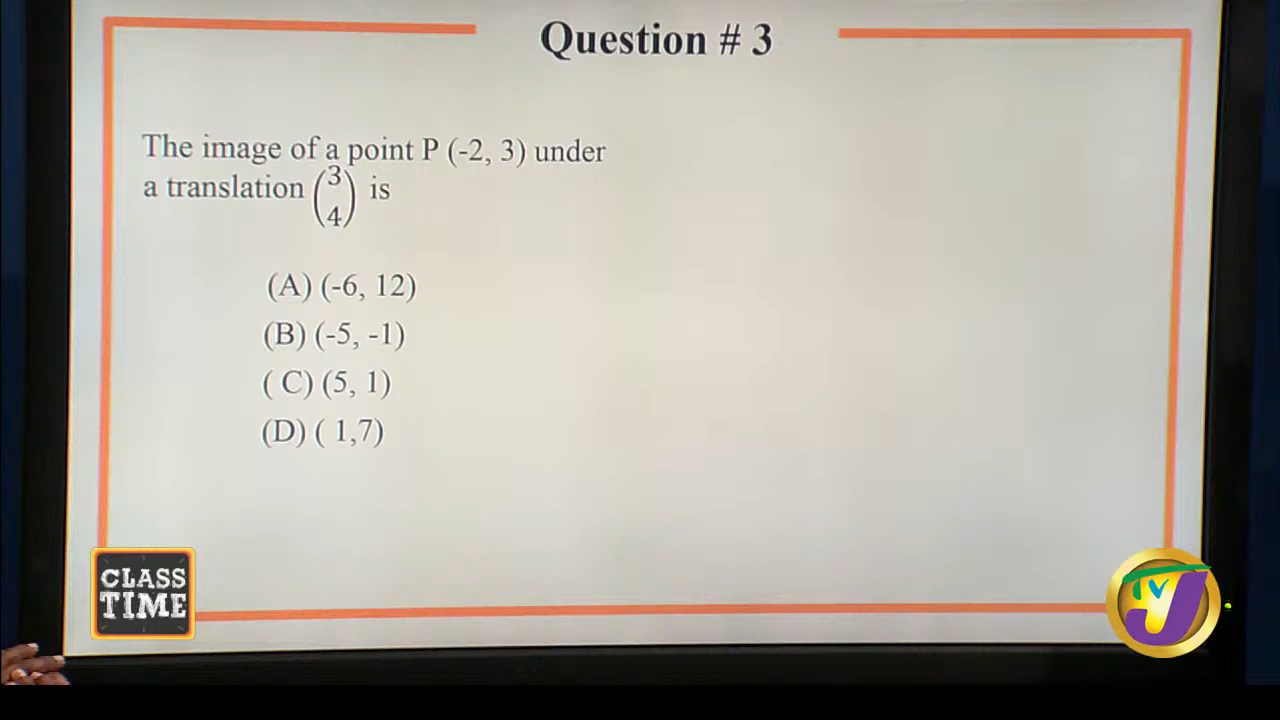 Question # 3
The image of a point P (-2, 3) under
a translation (3
4) is
(A) (-6, 12)
(B) (-5, -1)
( C) (5, 1)
(D) ( 1,7)
CLASS
TIME
TVJ